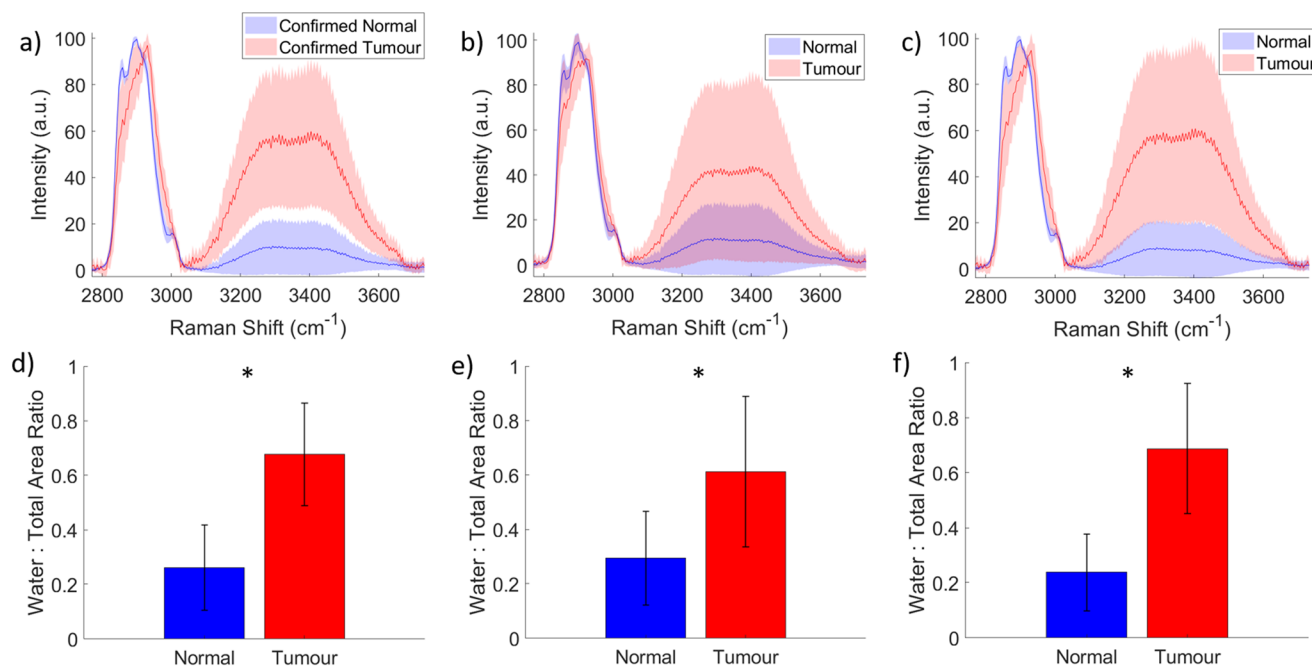 a)
Confirmed Normal
Confirmed Tumour
100
80
60
40
20
0
Intensity (a.u.)
2800 3000 3200 3400 3600
Raman Shift (cm-1)
b)
Normal
Tumour
100
80
60
40
20
0
Intensity (a.u.)
2800 3000 3200 3400 3600
Raman Shift (cm-1)
c)
Normal
Tumour
100
80
60
40
20
0
Intensity (a.u.)
2800 3000 3200 3400 3600
Raman Shift (cm-1)
d)
1
0.8
0.6
0.4
0.2
0
Water : Total Area Ratio
*
Normal Tumour
e)
1
0.8
0.6
0.4
0.2
0
Water : Total Area Ratio
*
Normal Tumour
f)
1
0.8
0.6
0.4
0.2
0
Water : Total Area Ratio
*
Normal Tumour